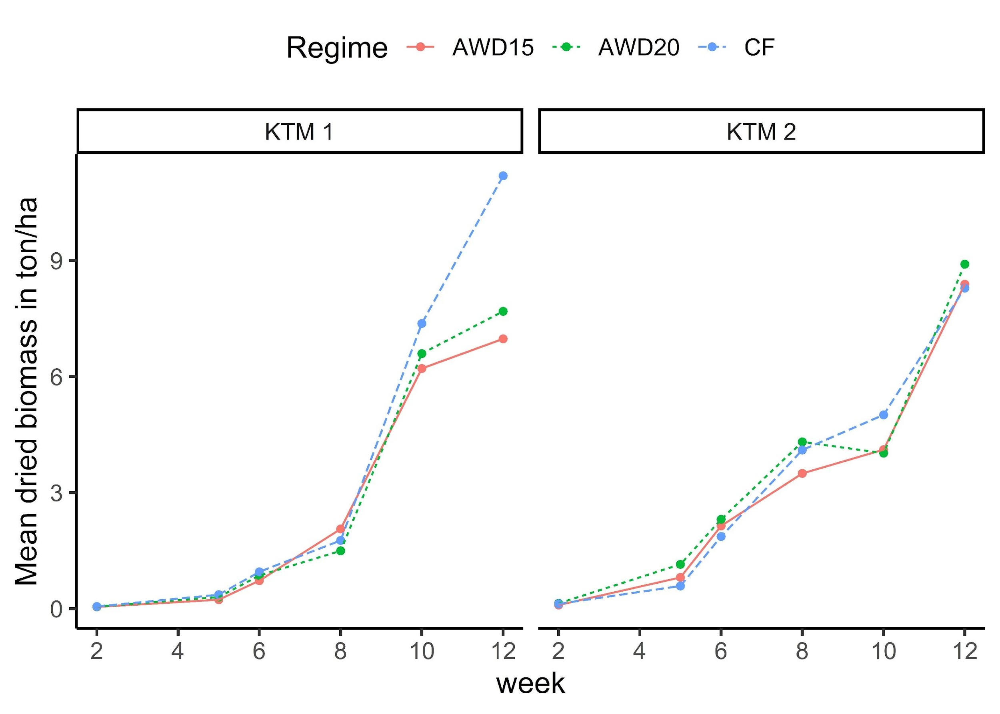 Regime AWD15 AWD20 CF
KTM 1 KTM 2
Mean dried biomass in ton/ha
9
6
3
0
2 4 6 8 10 12 2 4 6 8 10 12
week